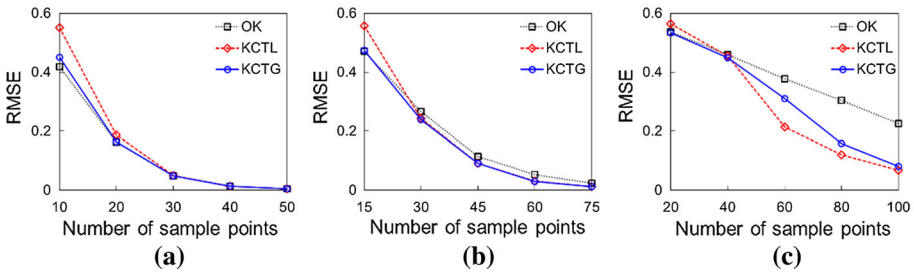 0.6
0.4
0.2
0
RMSE
OK
KCTL
KCTG
10 20 30 40 50
Number of sample points
(a)
0.6
0.4
0.2
0
RMSE
OK
KCTL
KCTG
15 30 45 60 75
Number of sample points
(b)
0.6
0.4
0.2
0
RMSE
OK
KCTL
KCTG
20 40 60 80 100
Number of sample points
(c)